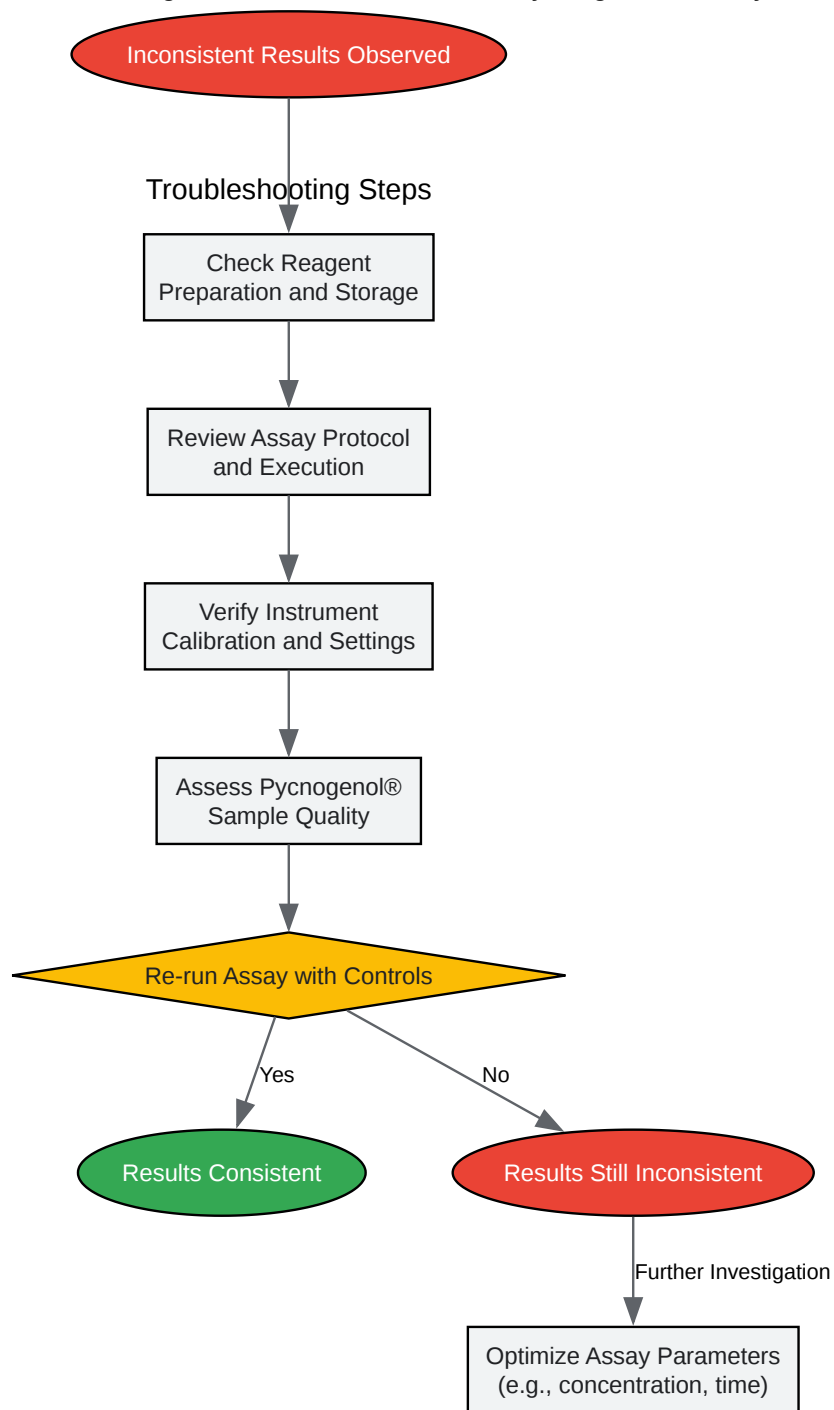 Inconsistent Results Observed
Troubleshooting Steps
Check Reagent
Preparation and Storage
Review Assay Protocol
and Execution
Verify Instrument
Calibration and Settings
Assess Pycnogenol®
Sample Quality
Re-run Assay with Controls
Yes
No
Results Consistent
Results Still Inconsistent
Further Investigation
Optimize Assay Parameters
(e.g., concentration, time)